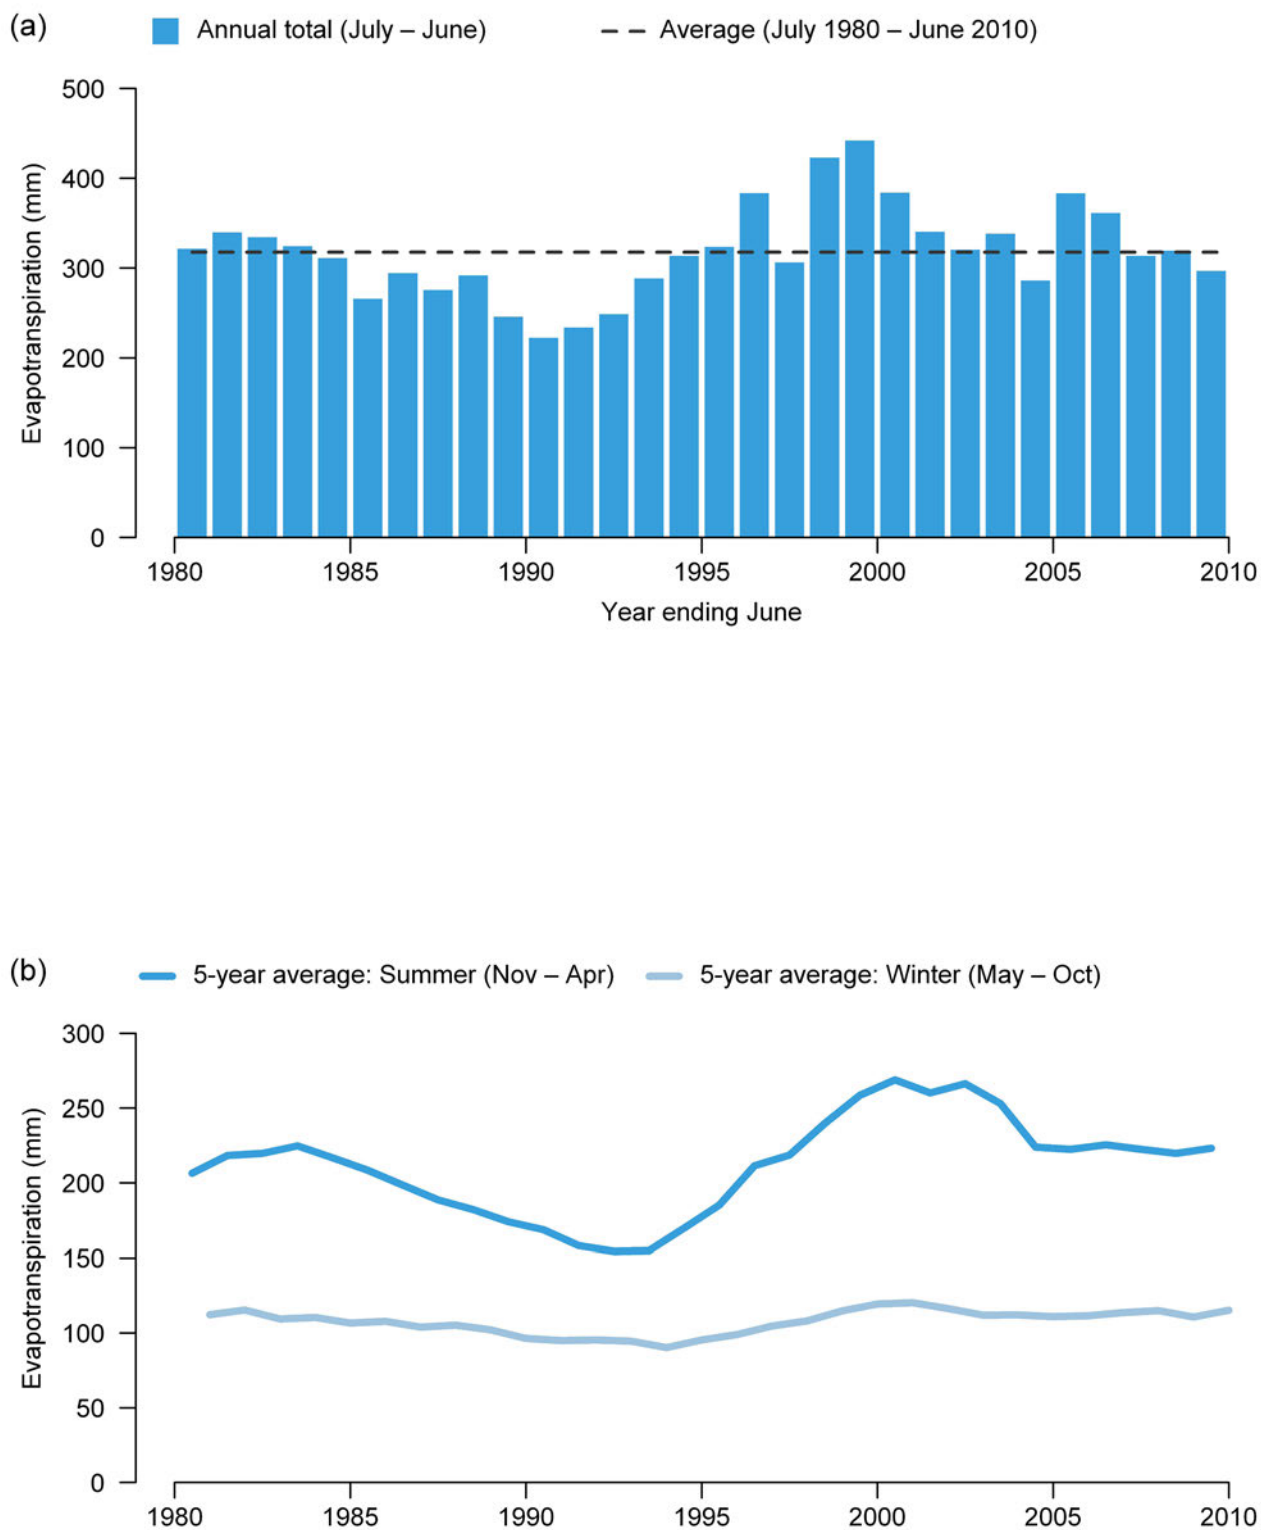 (a) Annual total (July – June) Average (July 1980 – June 2010)
500
400
300
200
100
0
Evapotranspiration (mm)
1980 1985 1990 1995 2000 2005 2010
Year ending June
(b) 5-year average: Summer (Nov – Apr) 5-year average: Winter (May – Oct)
300
250
200
150
100
50
0
Evapotranspiration (mm)
1980 1985 1990 1995 2000 2005 2010